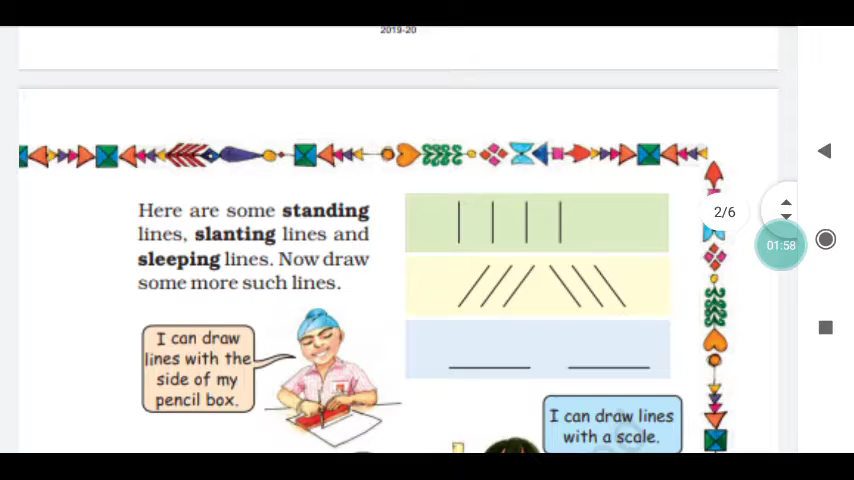 2019-20
Here are some standing
lines, slanting lines and
sleeping lines. Now draw
some more such lines.
2/6
01:58
I can draw
lines with the
side of my
pencil box.
I can draw lines
with a scale.